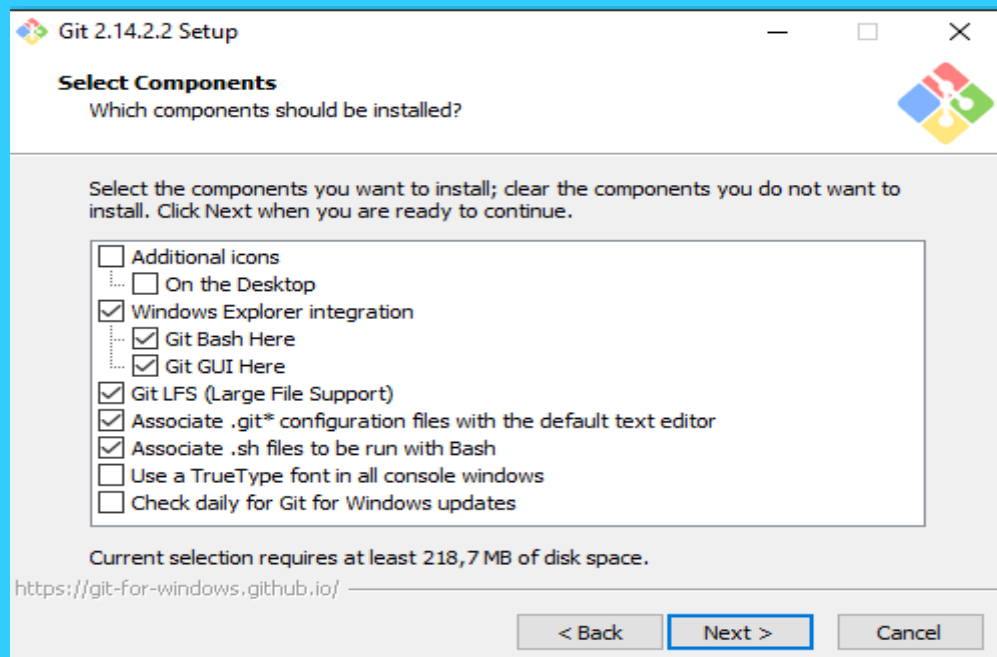 Git 2.14.2.2 Setup
Select Components
Which components should be installed?
Select the components you want to install; clear the components you do not want to
install. Click Next when you are ready to continue.
Additional icons
On the Desktop
Windows Explorer integration
Git Bash Here
Git GUI Here
Git LFS (Large File Support)
Associate .git* configuration files with the default text editor
Associate .sh files to be run with Bash
Use a TrueType font in all console windows
Check daily for Git for Windows updates
Current selection requires at least 218,7 MB of disk space.
https://git-for-windows.github.io/
< Back Next > Cancel